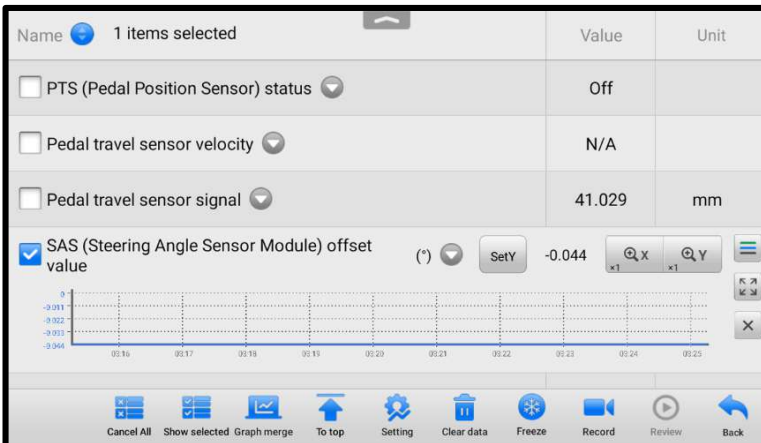 Name 1 items selected Value Unit
PTS (Pedal Position Sensor) status Off
Pedal travel sensor velocity N/A
Pedal travel sensor signal 41.029 mm
SAS (Steering Angle Sensor Module) offset
value (°) SetY -0.044 X ×1 Y ×1
0
-0.011
-0.022
-0.033
-0.044
03:16 03:17 03:18 03:19 03:20 03:21 03:22 03:23 03:24 03:25
Cancel All Show selected Graph merge To top Setting Clear data Freeze Record Review Back